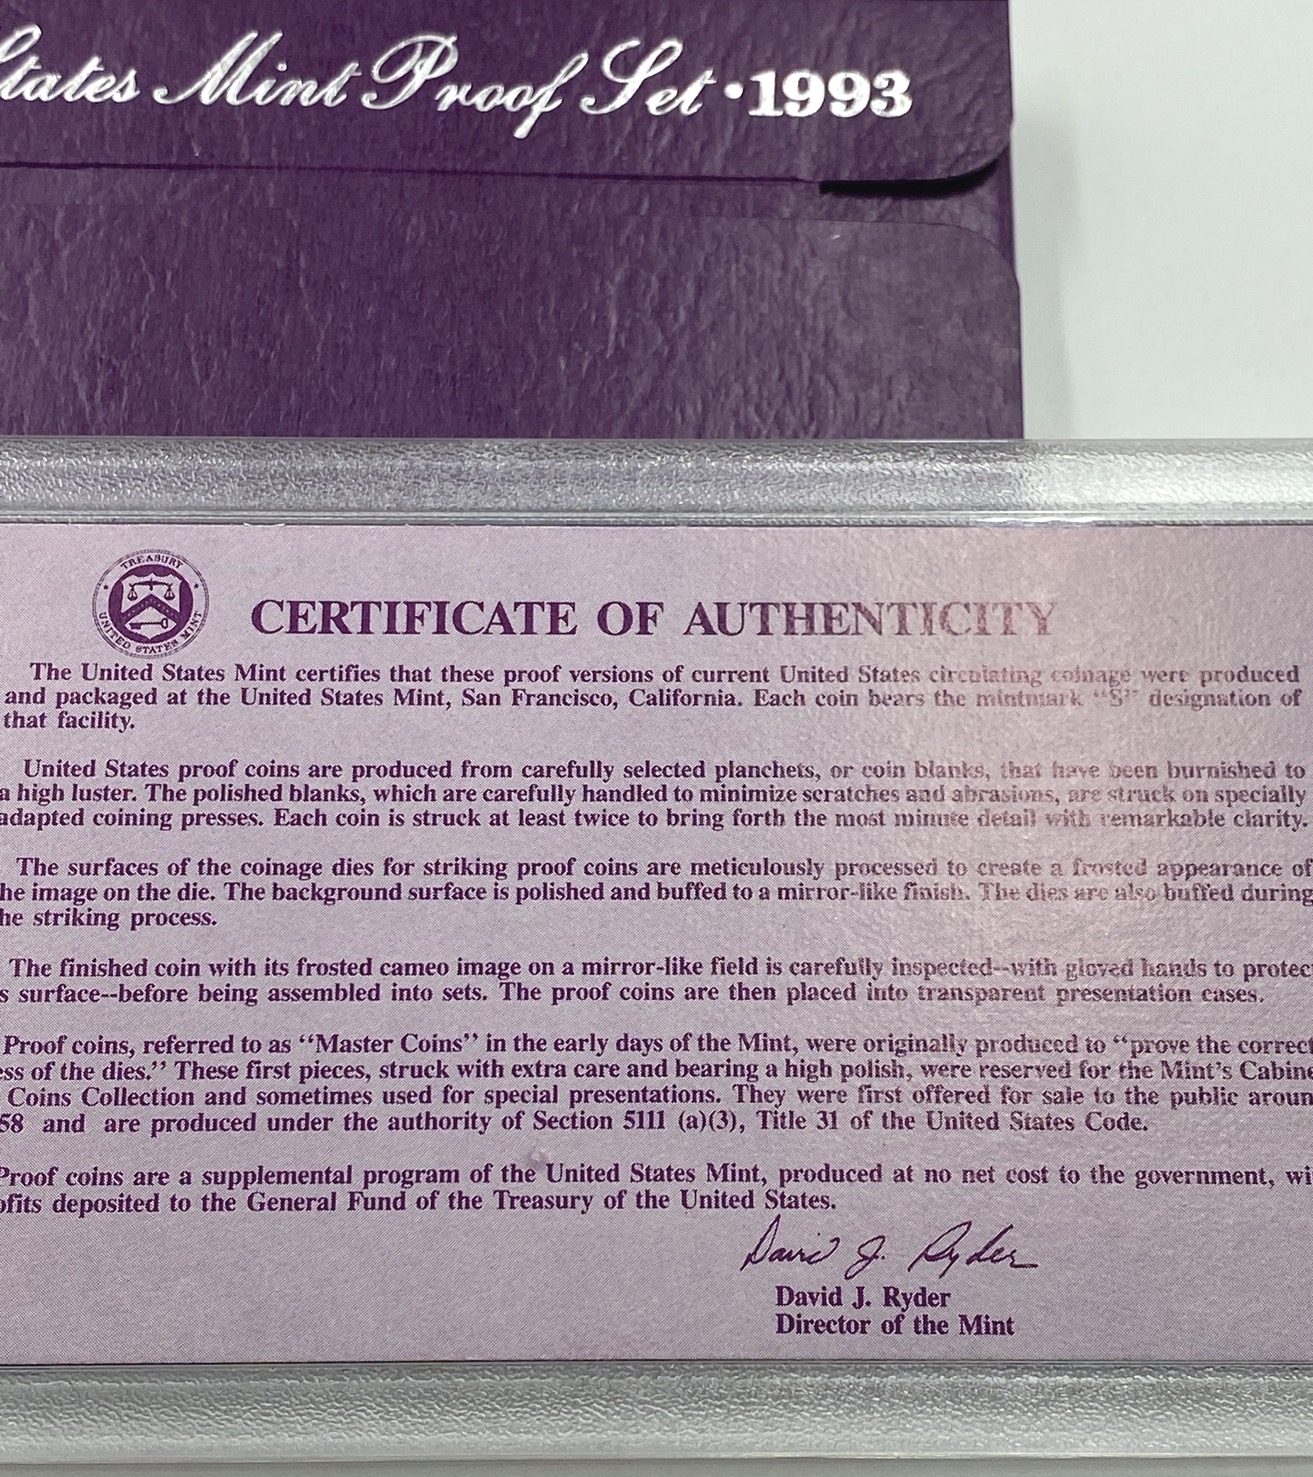 States Mint Proof Set · 1993
TREASURY
UNITED STATES MINT
CERTIFICATE OF AUTHENTICITY
The United States Mint certifies that these proof versions of current United States circulating coinage were produced
and packaged at the United States Mint, San Francisco, California. Each coin bears the mintmark “S” designation of
that facility.
United States proof coins are produced from carefully selected planchets, or coin blanks, that have been burnished to
a high luster. The polished blanks, which are carefully handled to minimize scratches and abrasions, are struck on specially
adapted coining presses. Each coin is struck at least twice to bring forth the most minute detail with remarkable clarity.
The surfaces of the coinage dies for striking proof coins are meticulously processed to create a frosted appearance of
he image on the die. The background surface is polished and buffed to a mirror-like finish. The dies are also buffed during
he striking process.
The finished coin with its frosted cameo image on a mirror-like field is carefully inspected--with gloved hands to protec
s surface--before being assembled into sets. The proof coins are then placed into transparent presentation cases.
Proof coins, referred to as “Master Coins” in the early days of the Mint, were originally produced to “prove the correct
ess of the dies.” These first pieces, struck with extra care and bearing a high polish, were reserved for the Mint’s Cabine
Coins Collection and sometimes used for special presentations. They were first offered for sale to the public aroun
58 and are produced under the authority of Section 5111 (a)(3), Title 31 of the United States Code.
Proof coins are a supplemental program of the United States Mint, produced at no net cost to the government, wi
ofits deposited to the General Fund of the Treasury of the United States.
David J. Ryder
David J. Ryder
Director of the Mint